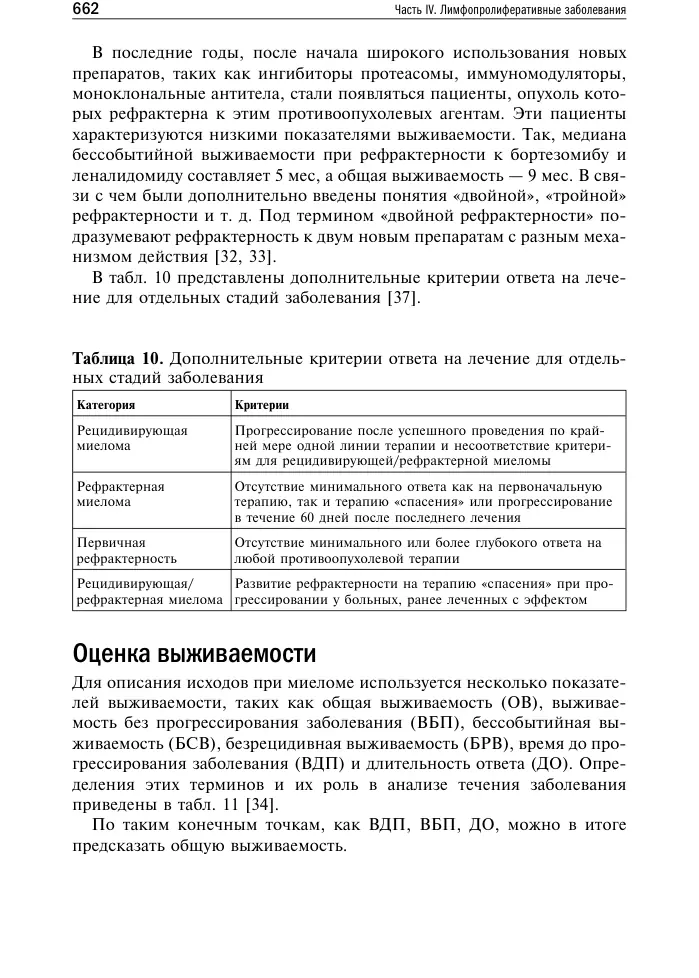 662
Часть IV. Лимфопролиферативные заболевания
В последние годы, после начала широкого использования новых
препаратов, таких как ингибиторы протеасомы, иммуномодуляторы,
моноклональные антитела, стали появляться пациенты, опухоль кото-
рых рефрактерна к этим противоопухолевых агентам. Эти пациенты
характеризуются низкими показателями выживаемости. Так, медиана
бессобытийной выживаемости при рефрактерности к бортезомибу и
леналидомиду составляет 5 мес, а общая выживаемость — 9 мес. В свя-
зи с чем были дополнительно введены понятия «двойной», «тройной»
рефрактерности и т. д. Под термином «двойной рефрактерности» по-
дразумевают рефрактерность к двум новым препаратам с разным меха-
низмом действия [32, 33].
В табл. 10 представлены дополнительные критерии ответа на лече-
ние для отдельных стадий заболевания [37].
Таблица 10. Дополнительные критерии ответа на лечение для отдель-
ных стадий заболевания
Категория
Критерии
Рецидивирующая
миелома
Прогрессирование после успешного проведения по край-
ней мере одной линии терапии и несоответствие критери-
ям для рецидивирующей/рефрактерной миеломы
Рефрактерная
миелома
Отсутствие минимального ответа как на первоначальную
терапию, так и терапию «спасения» или прогрессирование
в течение 60 дней после последнего лечения
Первичная
рефрактерность
Отсутствие минимального или более глубокого ответа на
любой противоопухолевой терапии
Рецидивирующая/
рефрактерная миелома
Развитие рефрактерности на терапию «спасения» при про-
грессировании у больных, ранее леченных с эффектом
Оценка выживаемости
Для описания исходов при миеломе используется несколько показате-
лей выживаемости, таких как общая выживаемость (ОВ), выживае-
мость без прогрессирования заболевания (ВБП), бессобытийная вы-
живаемость (БСВ), безрецидивная выживаемость (БРВ), время до про-
грессирования заболевания (ВДП) и длительность ответа (ДО). Опре-
деления этих терминов и их роль в анализе течения заболевания
приведены в табл. 11 [34].
По таким конечным точкам, как ВДП, ВБП, ДО, можно в итоге
предсказать общую выживаемость.